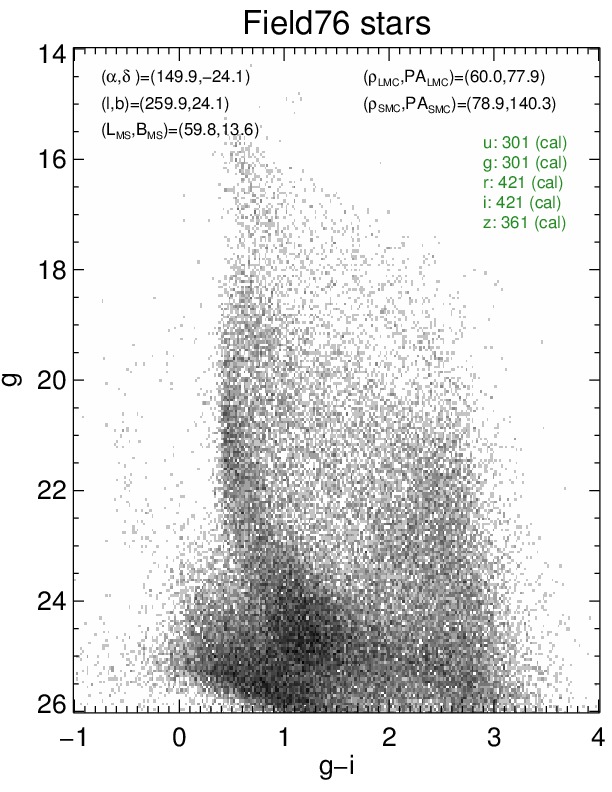 Field76 stars
(α,δ )=(149.9,−24.1)
(ρLMC,PALMC)=(60.0,77.9)
(l,b)=(259.9,24.1)
(ρSMC,PASMC)=(78.9,140.3)
(LMS,BMS)=(59.8,13.6)
u: 301 (cal)
g: 301 (cal)
r: 421 (cal)
i: 421 (cal)
z: 361 (cal)
14
16
18
20
22
24
26
g
−1 0 1 2 3 4
g−i